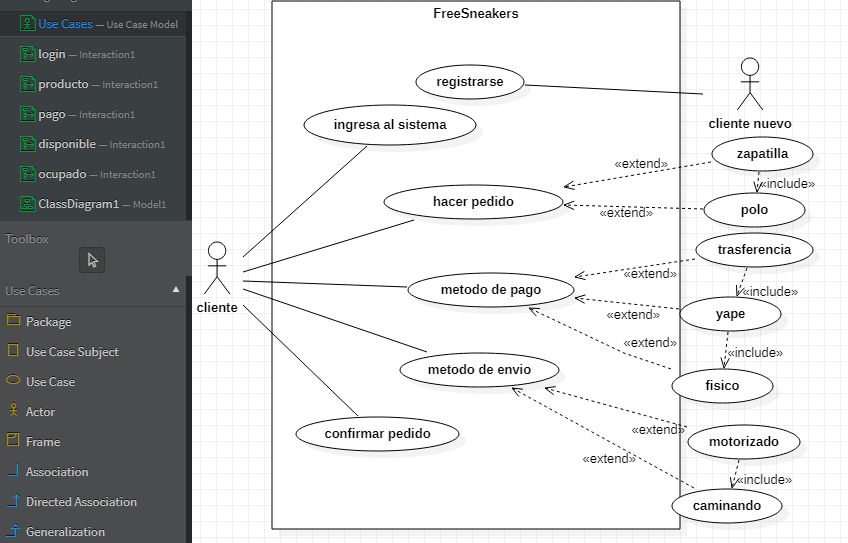 Use Cases — Use Case Model
login — Interaction1
producto — Interaction1
pago — Interaction1
disponible — Interaction1
ocupado — Interaction1
ClassDiagram1 — Model1
Toolbox
Use Cases
Package
Use Case Subject
Use Case
Actor
Frame
Association
Directed Association
Generalization
FreeSneakers
registrarse
cliente nuevo
ingresa al sistema
zapatilla
«extend»
«include»
hacer pedido
polo
«extend»
trasferencia
cliente
«extend»
metodo de pago
«include»
yape
«extend»
«extend»
«include»
metodo de envio
fisico
«extend»
confirmar pedido
motorizado
«extend»
«include»
caminando